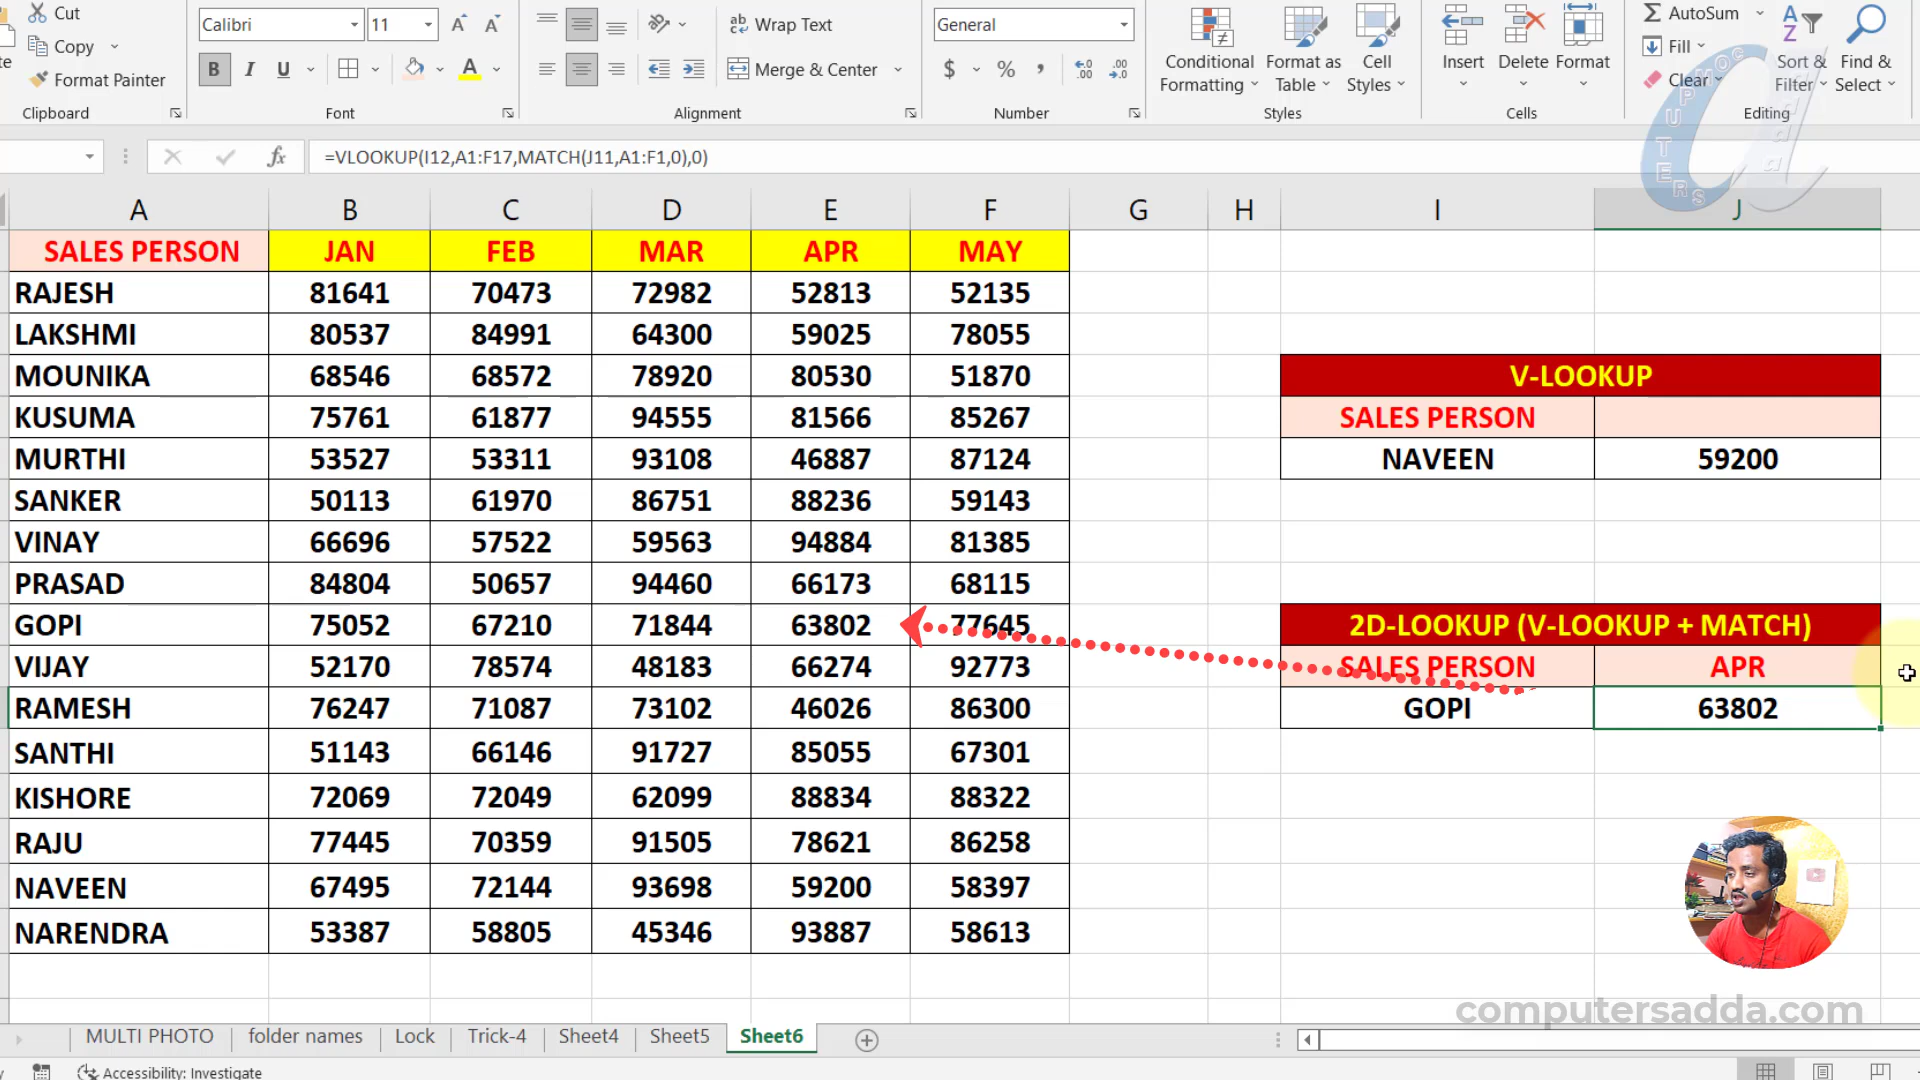 Cut
Calibri 11
Wrap Text
General
AutoSum
Copy
Fill
Format Painter
B I U
Merge & Center
$ % ,
Conditional Formatting
Format as Table
Cell Styles
Insert
Delete
Format
Clear
Sort & Filter
Find & Select
Clipboard
Font
Alignment
Number
Styles
Cells
Editing
COMPUTERS
adda
fx =VLOOKUP(I12,A1:F17,MATCH(J11,A1:F1,0),0)
A B C D E F G H I J
SALES PERSON JAN FEB MAR APR MAY
RAJESH 81641 70473 72982 52813 52135
LAKSHMI 80537 84991 64300 59025 78055
MOUNIKA 68546 68572 78920 80530 51870
V-LOOKUP
KUSUMA 75761 61877 94555 81566 85267
SALES PERSON
MURTHI 53527 53311 93108 46887 87124
NAVEEN 59200
SANKER 50113 61970 86751 88236 59143
VINAY 66696 57522 59563 94884 81385
PRASAD 84804 50657 94460 66173 68115
GOPI 75052 67210 71844 63802 77645
2D-LOOKUP (V-LOOKUP + MATCH)
VIJAY 52170 78574 48183 66274 92773
SALES PERSON APR
RAMESH 76247 71087 73102 46026 86300
GOPI 63802
SANTHI 51143 66146 91727 85055 67301
KISHORE 72069 72049 62099 88834 88322
RAJU 77445 70359 91505 78621 86258
NAVEEN 67495 72144 93698 59200 58397
NARENDRA 53387 58805 45346 93887 58613
computersadda.com
MULTI PHOTO folder names Lock Trick-4 Sheet4 Sheet5 Sheet6
Accessibility: Investigate